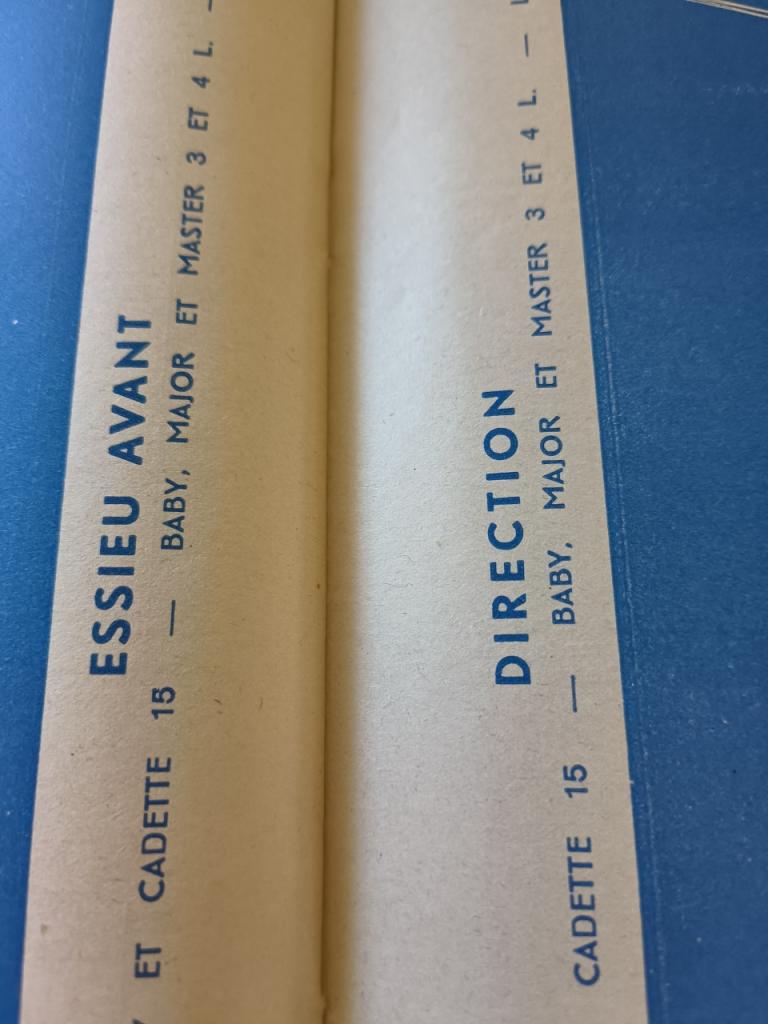 ESSIEU AVANT
ET CADETTE 15 — BABY, MAJOR ET MASTER 3 ET 4 L. —
DIRECTION
CADETTE 15 — BABY, MAJOR ET MASTER 3 ET 4 L. —